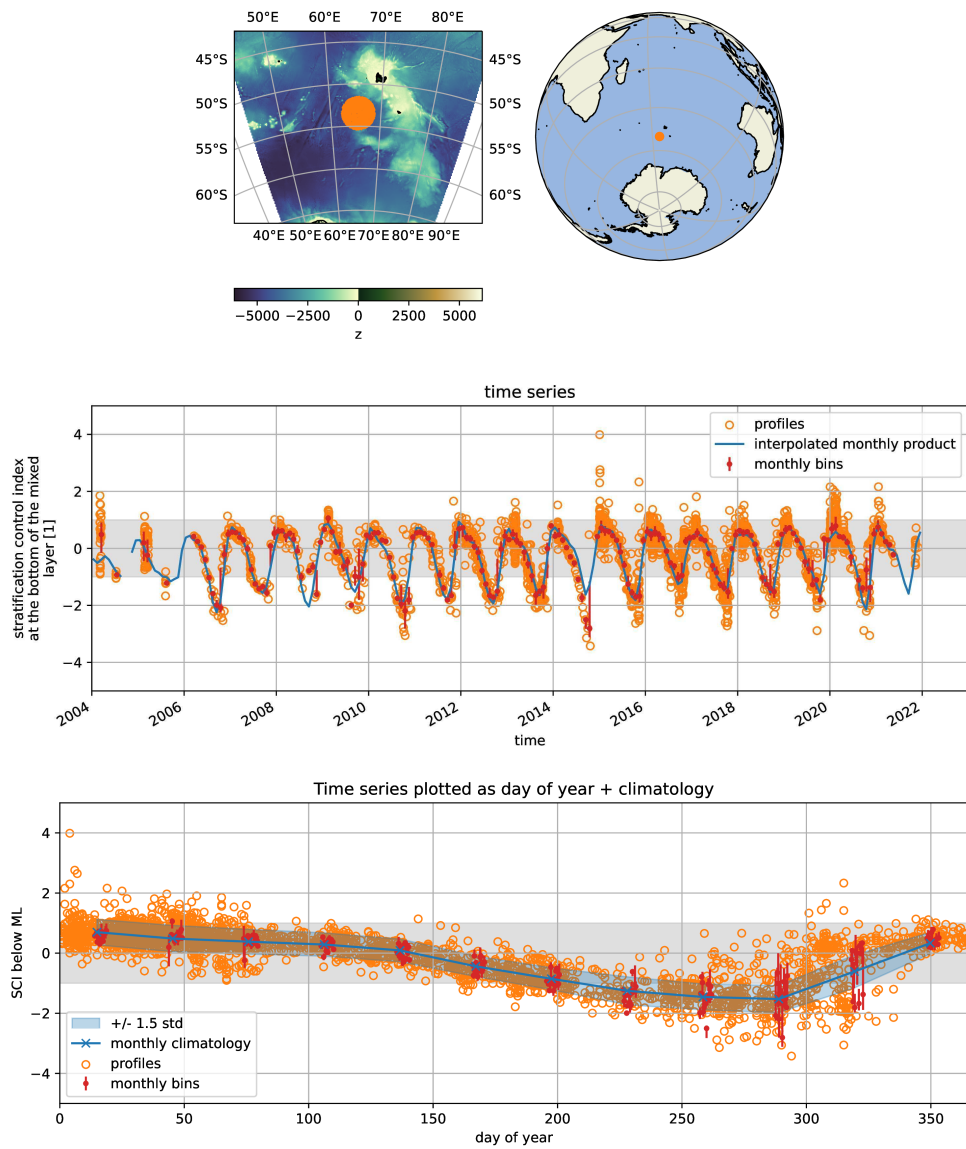 50°E 60°E 70°E 80°E
45°S 45°S
50°S 50°S
55°S 55°S
60°S 60°S
40°E 50°E 60°E 70°E 80°E 90°E
−5000 −2500 0 2500 5000
z
time series
4
2
0
−2
−4
stratification control index
at the bottom of the mixed
layer [1]
profiles
interpolated monthly product
monthly bins
2004 2006 2008 2010 2012 2014 2016 2018 2020 2022
time
Time series plotted as day of year + climatology
4
2
0
−2
−4
SCI below ML
+/- 1.5 std
monthly climatology
profiles
monthly bins
0 50 100 150 200 250 300 350
day of year